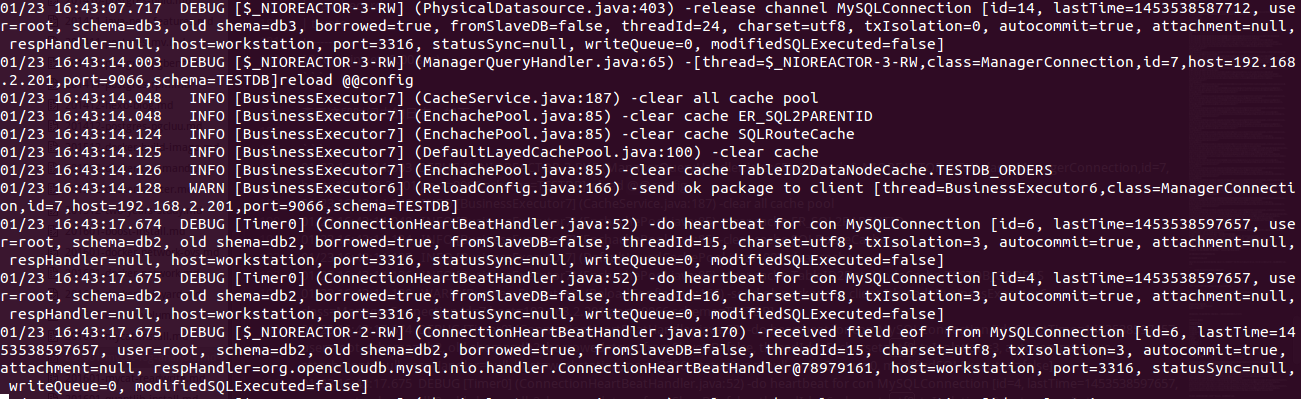 01/23 16:43:07.717  DEBUG [$_NIOREACTOR-3-RW] (PhysicalDatasource.java:403) -release channel MySQLConnection [id=14, lastTime=1453538587712, use
r=root, schema=db3, old shema=db3, borrowed=true, fromSlaveDB=false, threadId=24, charset=utf8, txIsolation=0, autocommit=true, attachment=null,
 respHandler=null, host=workstation, port=3316, statusSync=null, writeQueue=0, modifiedSQLExecuted=false]
01/23 16:43:14.003  DEBUG [$_NIOREACTOR-3-RW] (ManagerQueryHandler.java:65) -[thread=$_NIOREACTOR-3-RW,class=ManagerConnection,id=7,host=192.168
.2.201,port=9066,schema=TESTDB]reload @@config
01/23 16:43:14.048   INFO [BusinessExecutor7] (CacheService.java:187) -clear all cache pool
01/23 16:43:14.048   INFO [BusinessExecutor7] (EnchachePool.java:85) -clear cache ER_SQL2PARENTID
01/23 16:43:14.124   INFO [BusinessExecutor7] (EnchachePool.java:85) -clear cache SQLRouteCache
01/23 16:43:14.125   INFO [BusinessExecutor7] (DefaultLayedCachePool.java:100) -clear cache
01/23 16:43:14.126   INFO [BusinessExecutor7] (EnchachePool.java:85) -clear cache TableID2DataNodeCache.TESTDB_ORDERS
01/23 16:43:14.128   WARN [BusinessExecutor6] (ReloadConfig.java:166) -send ok package to client [thread=BusinessExecutor6,class=ManagerConnecti
on,id=7,host=192.168.2.201,port=9066,schema=TESTDB]
01/23 16:43:17.674  DEBUG [Timer0] (ConnectionHeartBeatHandler.java:52) -do heartbeat for con MySQLConnection [id=6, lastTime=1453538597657, use
r=root, schema=db2, old shema=db2, borrowed=true, fromSlaveDB=false, threadId=15, charset=utf8, txIsolation=3, autocommit=true, attachment=null,
 respHandler=null, host=workstation, port=3316, statusSync=null, writeQueue=0, modifiedSQLExecuted=false]
01/23 16:43:17.675  DEBUG [Timer0] (ConnectionHeartBeatHandler.java:52) -do heartbeat for con MySQLConnection [id=4, lastTime=1453538597657, use
r=root, schema=db2, old shema=db2, borrowed=true, fromSlaveDB=false, threadId=16, charset=utf8, txIsolation=3, autocommit=true, attachment=null,
 respHandler=null, host=workstation, port=3316, statusSync=null, writeQueue=0, modifiedSQLExecuted=false]
01/23 16:43:17.675  DEBUG [$_NIOREACTOR-2-RW] (ConnectionHeartBeatHandler.java:170) -received field eof  from MySQLConnection [id=6, lastTime=14
53538597657, user=root, schema=db2, old shema=db2, borrowed=true, fromSlaveDB=false, threadId=15, charset=utf8, txIsolation=3, autocommit=true, 
attachment=null, respHandler=org.opencloudb.mysql.nio.handler.ConnectionHeartBeatHandler@78979161, host=workstation, port=3316, statusSync=null,
 writeQueue=0, modifiedSQLExecuted=false]